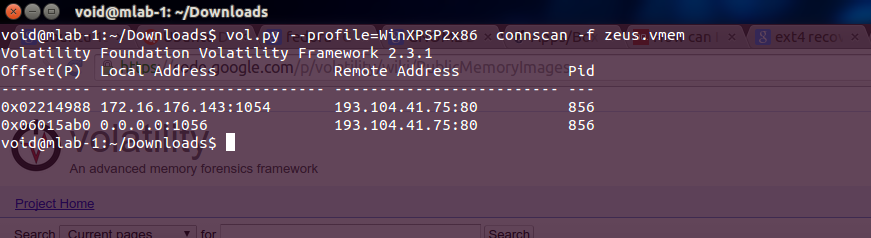 void@mlab-1: ~/Downloads
void@mlab-1:~/Downloads$ vol.py --profile=WinXPSP2x86  connscan -f zeus.vmem
Volatility Foundation Volatility Framework 2.3.1
Offset(P)  Local Address             Remote Address            Pid
---------- ------------------------- ------------------------- ---
0x02214988 172.16.176.143:1054       193.104.41.75:80          856
0x06015ab0 0.0.0.0:1056              193.104.41.75:80          856
void@mlab-1:~/Downloads$
volatility
An advanced memory forensics framework
Project Home
Search Current pages for Search
ext4 recov